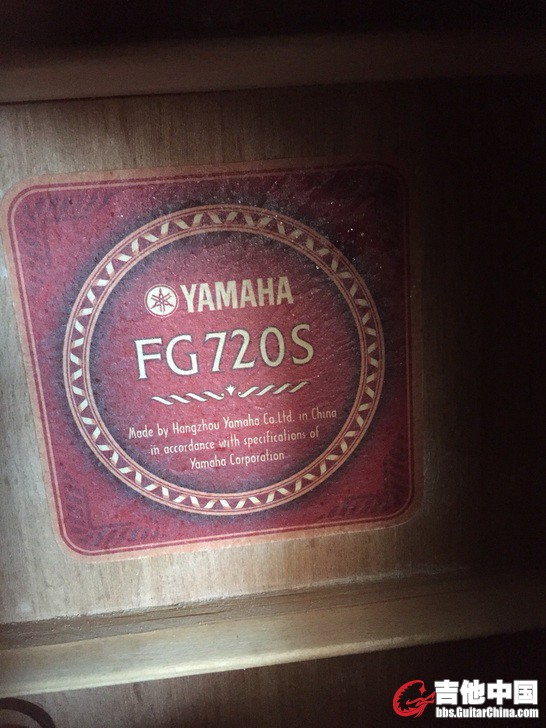 YAMAHA
FG720S
Made by Hangzhou Yamaha Co.Ltd. in China
in accordance with specifications of
Yamaha Corporation
吉他中国
bbs.GuitarChina.com